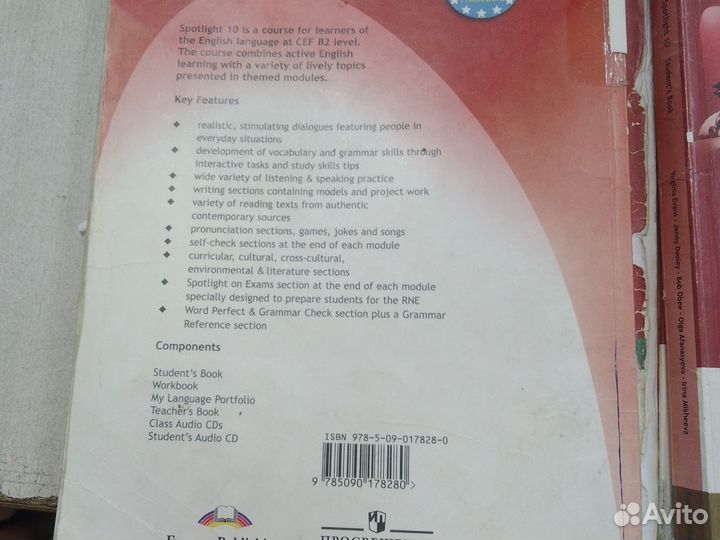 Spotlight 10 is a course for learners of
the English language at CEF B2 level.
The course combines active English
learning with a variety of lively topics
presented in themed modules.
Key Features
◆ realistic, stimulating dialogues featuring people in
everyday situations
◆ development of vocabulary and grammar skills through
interactive tasks and study skills tips
◆ wide variety of listening & speaking practice
◆ writing sections containing models and project work
◆ variety of reading texts from authentic
contemporary sources
◆ pronunciation sections, games, jokes and songs
◆ self-check sections at the end of each module
◆ curricular, cultural, cross-cultural,
environmental & literature sections
◆ Spotlight on Exams section at the end of each module
specially designed to prepare students for the RNE
◆ Word Perfect & Grammar Check section plus a Grammar
Reference section
Components
Student's Book
Workbook
My Language Portfolio
Teacher's Book
Class Audio CDs
Student's Audio CD
ISBN 978-5-09-017828-0
9 785090 178280 >
Spotlight 10 Student's Book
Virginia Evans - Jenny Dooley - Bob Obee - Olga Afanasyeva - Irina Mikheeva
Avito